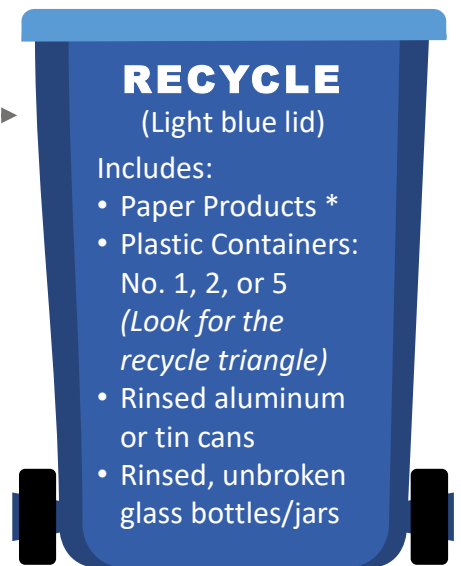 RECYCLE
(Light blue lid)
Includes:
• Paper Products *
• Plastic Containers:
No. 1, 2, or 5
(Look for the
recycle triangle)
• Rinsed aluminum
or tin cans
• Rinsed, unbroken
glass bottles/jars